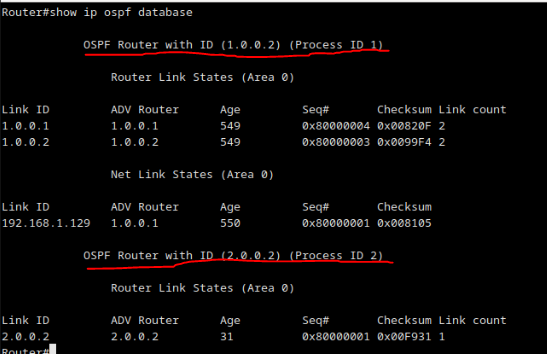 Router#show ip ospf database
OSPF Router with ID (1.0.0.2) (Process ID 1)
Router Link States (Area 0)
Link ID ADV Router Age Seq# Checksum Link count
1.0.0.1 1.0.0.1 549 0x80000004 0x00820F 2
1.0.0.2 1.0.0.2 549 0x80000003 0x0099F4 2
Net Link States (Area 0)
Link ID ADV Router Age Seq# Checksum
192.168.1.129 1.0.0.1 550 0x80000001 0x008105
OSPF Router with ID (2.0.0.2) (Process ID 2)
Router Link States (Area 0)
Link ID ADV Router Age Seq# Checksum Link count
2.0.0.2 2.0.0.2 31 0x80000001 0x00F931 1
Router#